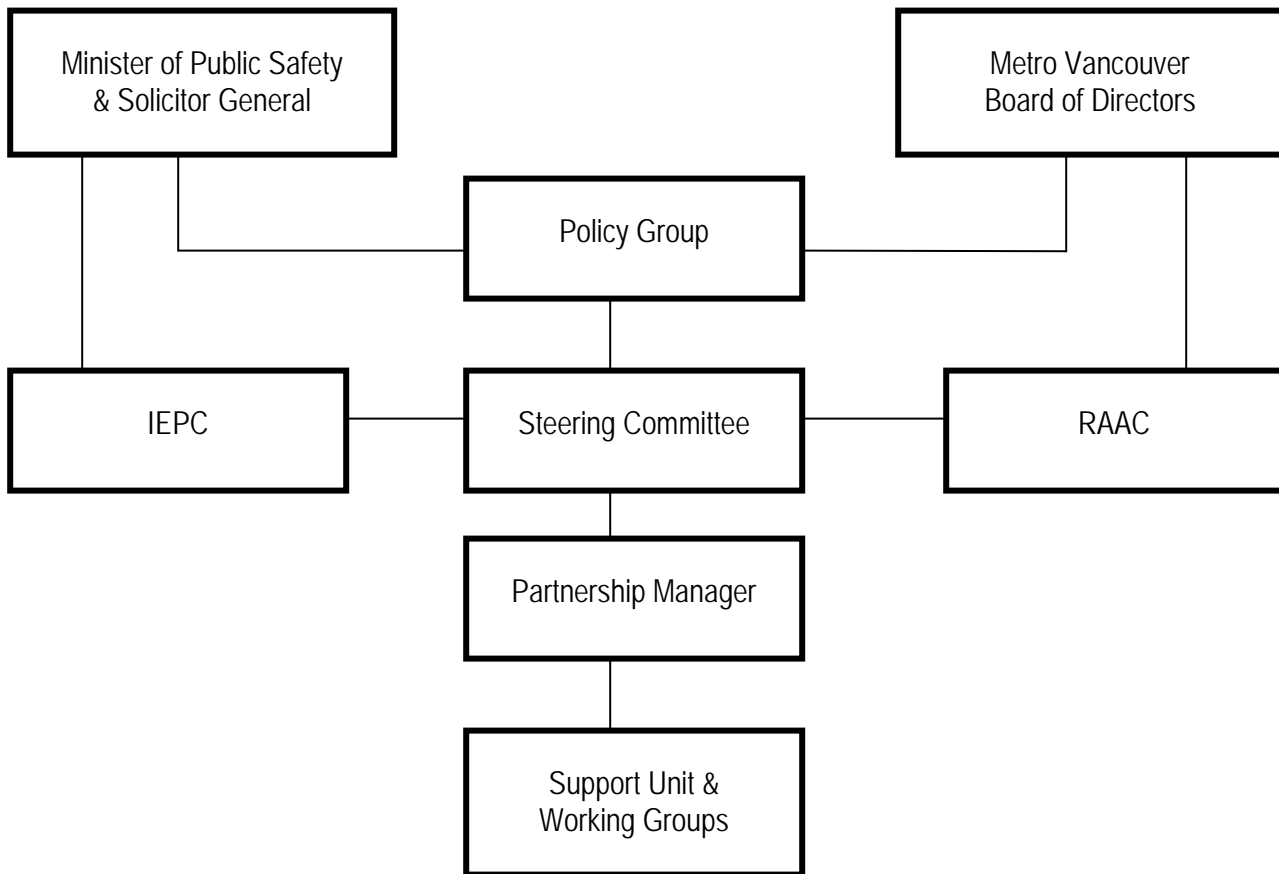 Minister of Public Safety
& Solicitor General
Metro Vancouver
Board of Directors
Policy Group
IEPC
Steering Committee
RAAC
Partnership Manager
Support Unit &
Working Groups